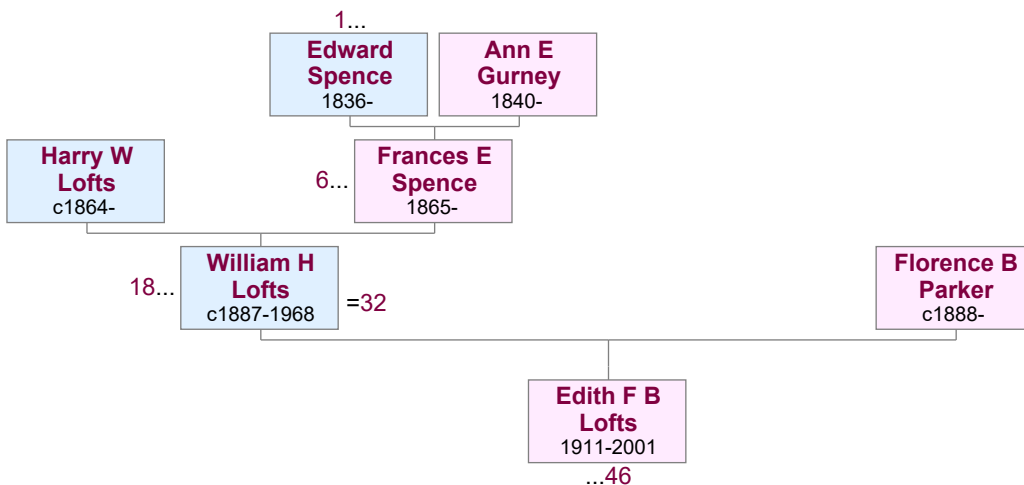 1...
Edward
Spence
1836-
Ann E
Gurney
1840-
Harry W
Lofts
c1864-
6...
Frances E
Spence
1865-
18...
William H
Lofts
c1887-1968
=32
Florence B
Parker
c1888-
Edith F B
Lofts
1911-2001
...46